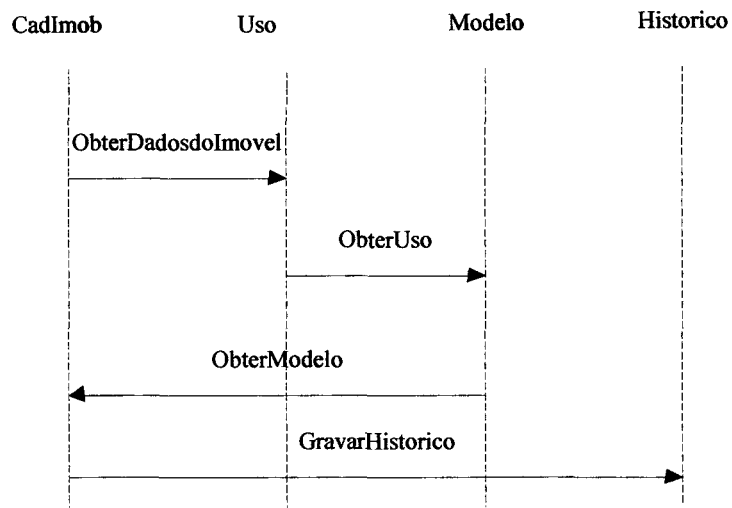 CadImob Uso Modelo Historico
ObterDadosdoImovel
ObterUso
ObterModelo
GravarHistorico